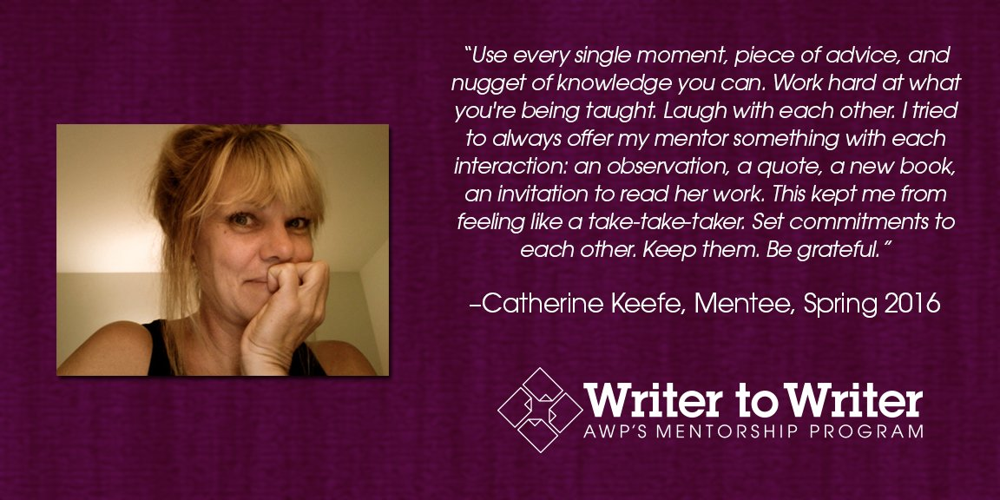 “Use every single moment, piece of advice, and
nugget of knowledge you can. Work hard at what
you're being taught. Laugh with each other. I tried
to always offer my mentor something with each
interaction: an observation, a quote, a new book,
an invitation to read her work. This kept me from
feeling like a take-take-taker. Set commitments to
each other. Keep them. Be grateful.”
–Catherine Keefe, Mentee, Spring 2016
Writer to Writer
AWP'S MENTORSHIP PROGRAM